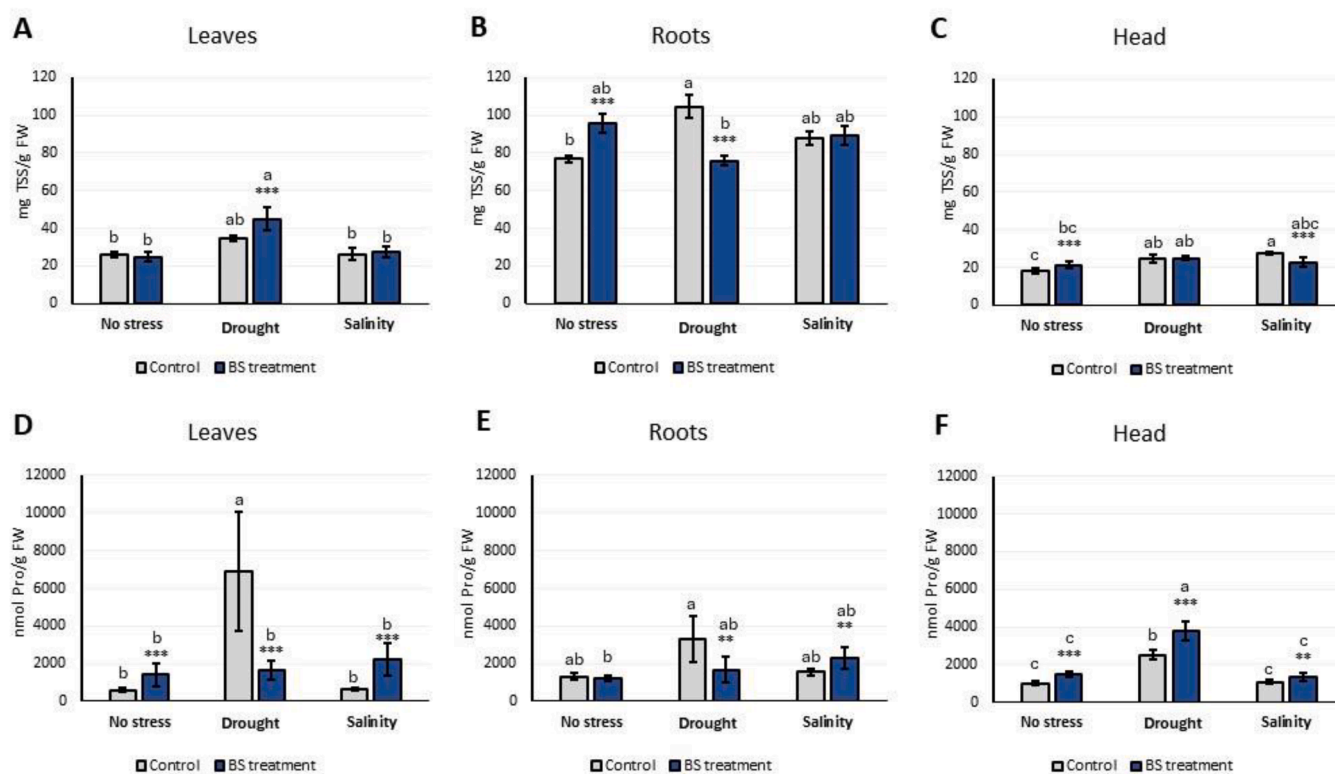 A
Leaves
mg TSS/g FW
120
100
80
60
40
20
0
b
b
ab
a
***
b
b
No stress
Drought
Salinity
Control
BS treatment
B
Roots
mg TSS/g FW
120
100
80
60
40
20
0
b
ab
***
a
b
***
ab
ab
No stress
Drought
Salinity
Control
BS treatment
C
Head
mg TSS/g FW
120
100
80
60
40
20
0
c
bc
***
ab
ab
a
abc
***
No stress
Drought
Salinity
Control
BS treatment
D
Leaves
nmol Pro/g FW
12000
10000
8000
6000
4000
2000
0
b
b
***
a
b
***
b
b
***
No stress
Drought
Salinity
Control
BS treatment
E
Roots
nmol Pro/g FW
12000
10000
8000
6000
4000
2000
0
ab
b
a
ab
**
ab
ab
**
No stress
Drought
Salinity
Control
BS treatment
F
Head
nmol Pro/g FW
12000
10000
8000
6000
4000
2000
0
c
c
***
b
a
***
c
c
**
No stress
Drought
Salinity
Control
BS treatment